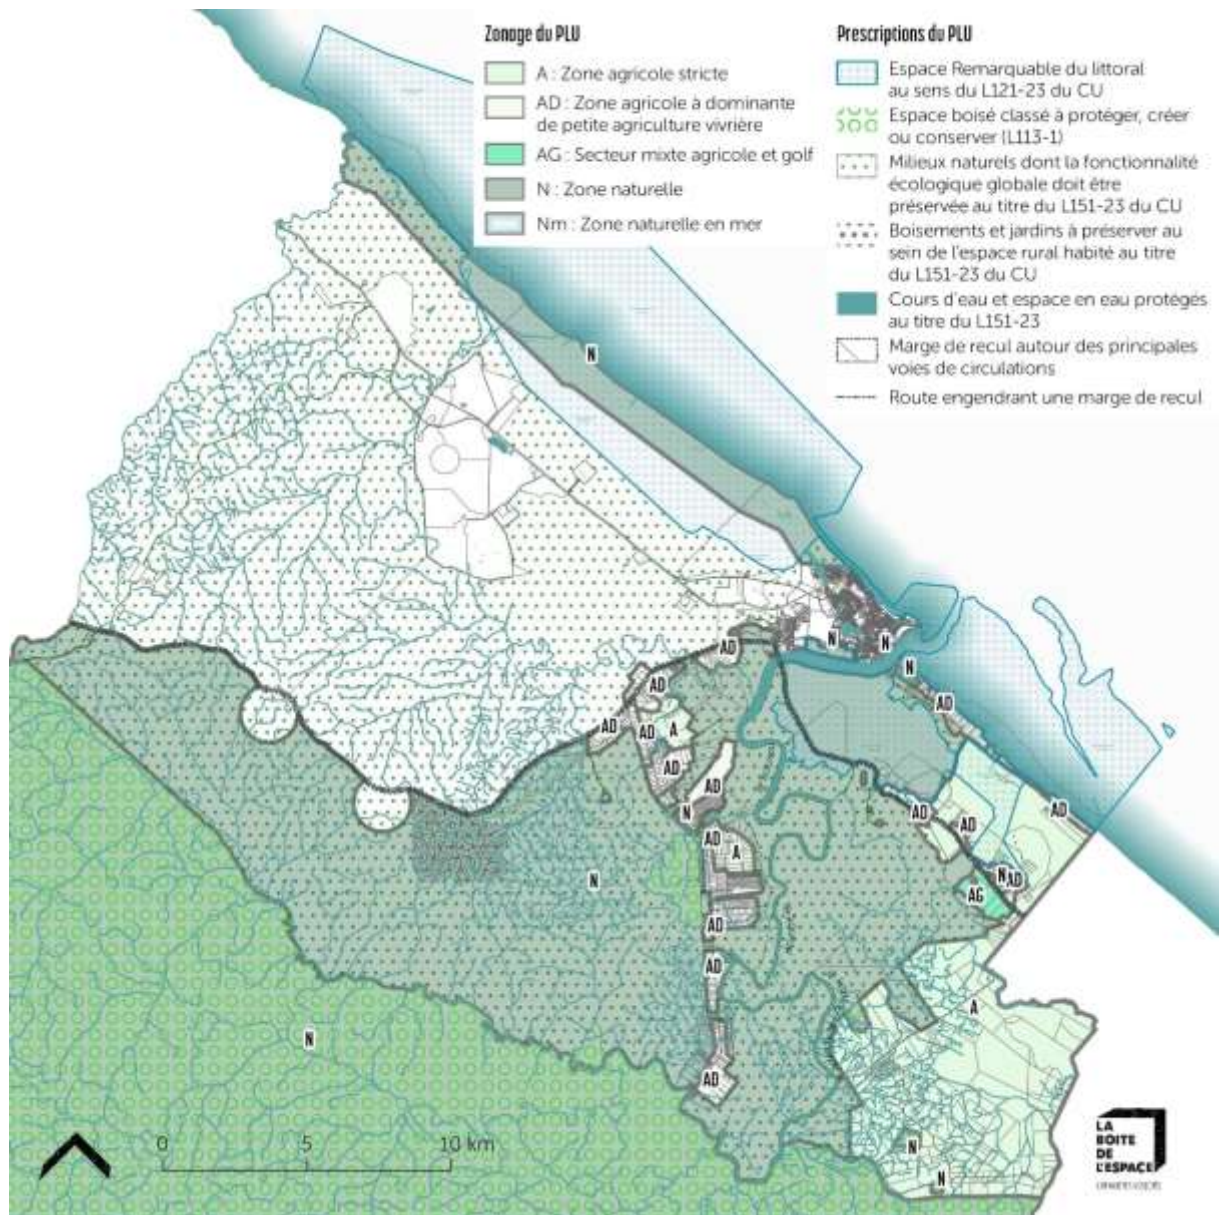 Zonage du PLU
A : Zone agricole stricte
AD : Zone agricole à dominante
de petite agriculture vivrière
AG : Secteur mixte agricole et golf
N : Zone naturelle
Nm : Zone naturelle en mer
Prescriptions du PLU
Espace Remarquable du littoral
au sens du L121-23 du CU
Espace boisé classé à protéger, créer
ou conserver (L113-1)
Milieux naturels dont la fonctionnalité
écologique globale doit être
préservée au titre du L151-23 du CU
Boisements et jardins à préserver au
sein de l'espace rural habité au titre
du L151-23 du CU
Cours d'eau et espace en eau protégés
au titre du L151-23
Marge de recul autour des principales
voies de circulations
Route engendrant une marge de recul
N
N
N
N
AD
AD
AD
AD
AD
A
AD
AD
N
AD
AD
AD
AD
N
AD
A
N
AD
AG
AD
AD
A
N
AD
N
N
0 5 10 km
LA
BOITE
DE
L'ESPACE